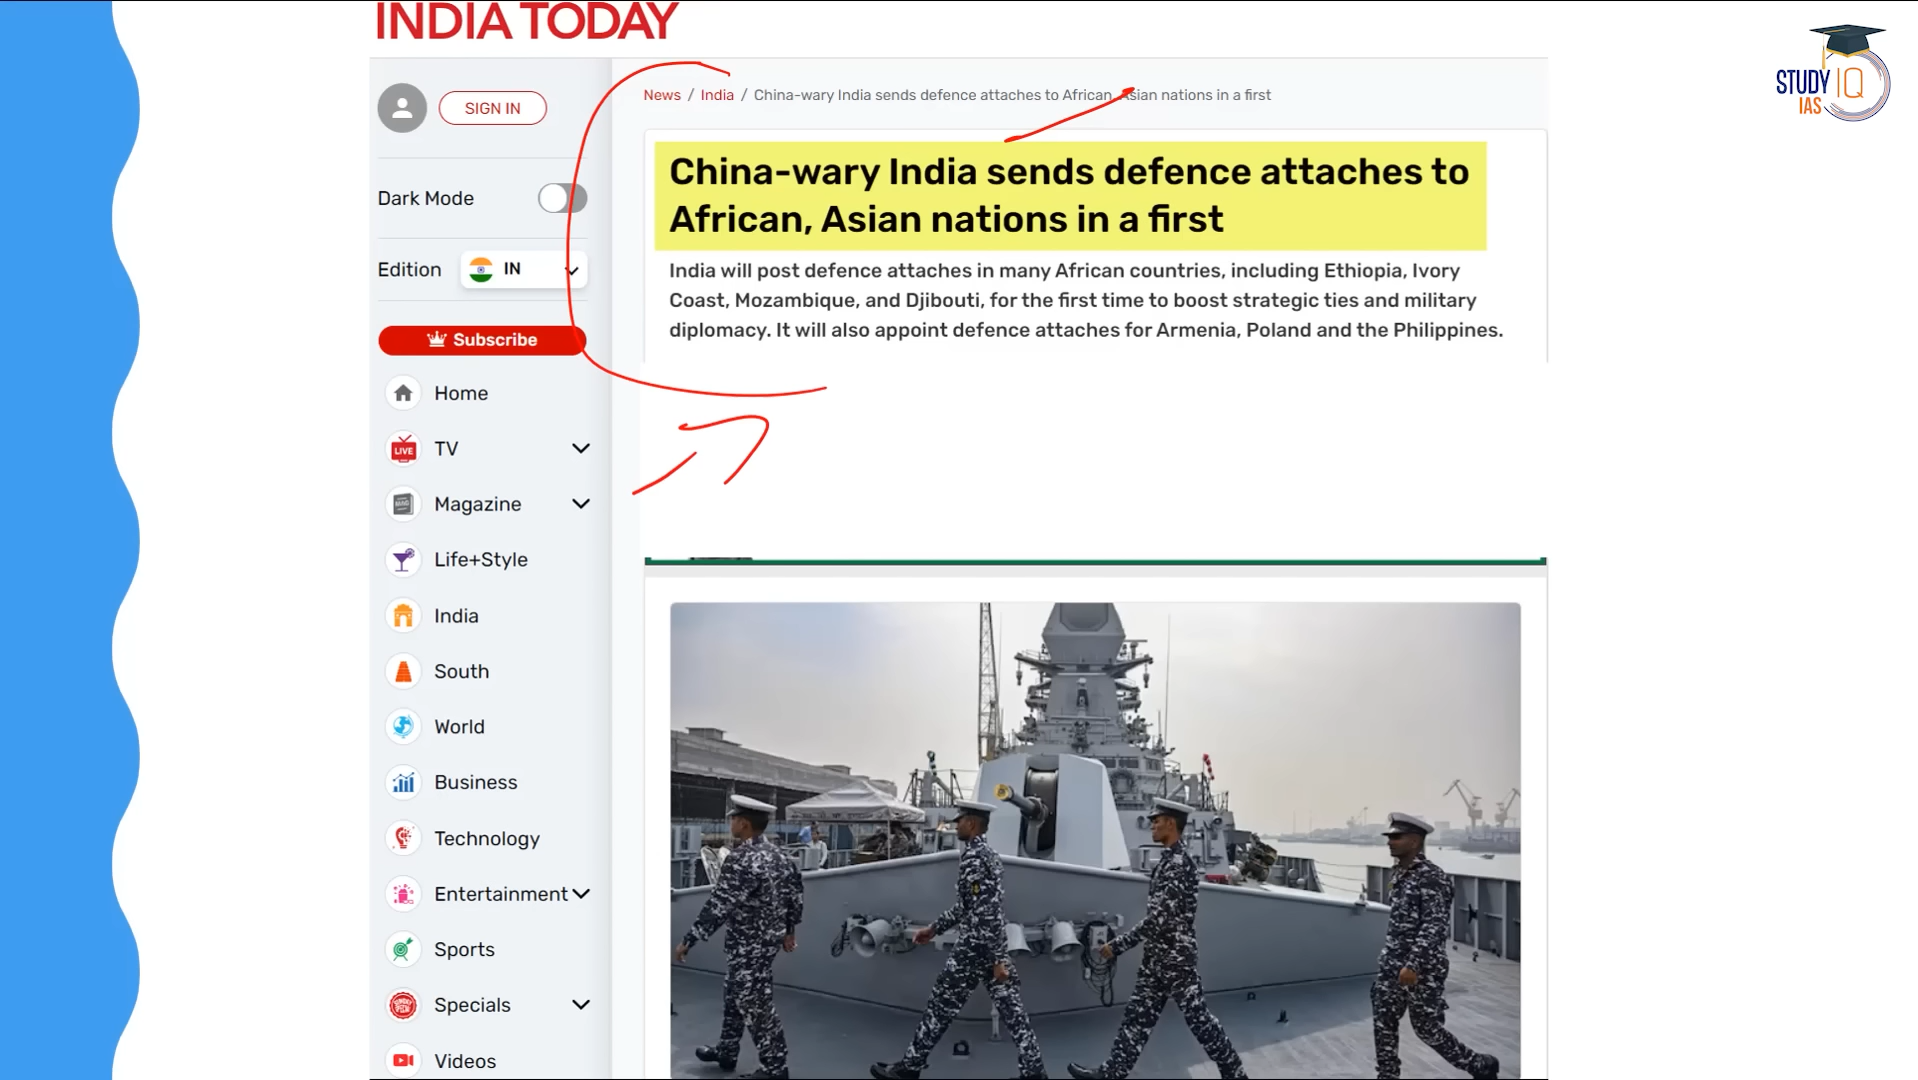 INDIA TODAY
STUDY IQ
IAS
SIGN IN
News / India / China-wary India sends defence attaches to African, Asian nations in a first
China-wary India sends defence attaches to
African, Asian nations in a first
Dark Mode
Edition IN
India will post defence attaches in many African countries, including Ethiopia, Ivory
Coast, Mozambique, and Djibouti, for the first time to boost strategic ties and military
diplomacy. It will also appoint defence attaches for Armenia, Poland and the Philippines.
Subscribe
Home
LIVE TV
Magazine
Life+Style
India
South
World
Business
Technology
Entertainment
Sports
Specials
Videos